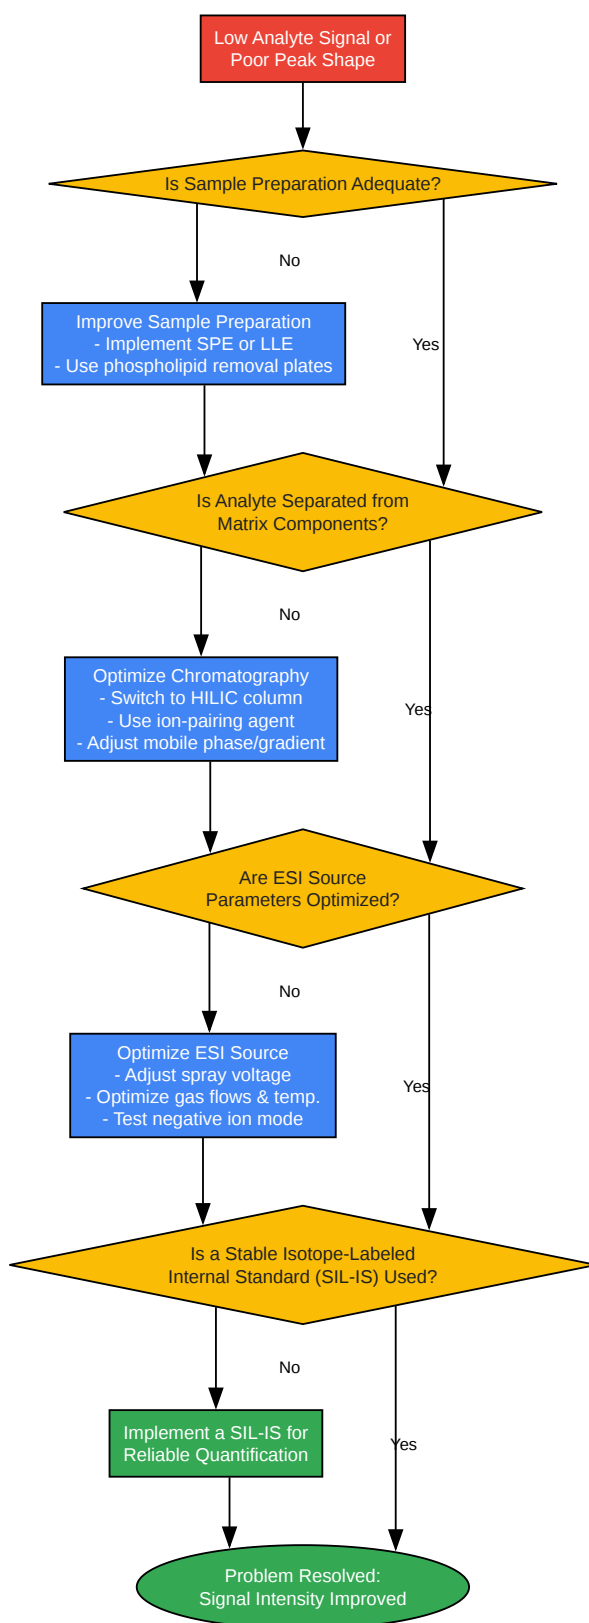 Low Analyte Signal or
Poor Peak Shape
Is Sample Preparation Adequate?
No
Improve Sample Preparation
- Implement SPE or LLE
- Use phospholipid removal plates
Yes
Is Analyte Separated from
Matrix Components?
No
Optimize Chromatography
- Switch to HILIC column
- Use ion-pairing agent
- Adjust mobile phase/gradient
Yes
Are ESI Source
Parameters Optimized?
No
Optimize ESI Source
- Adjust spray voltage
- Optimize gas flows & temp.
- Test negative ion mode
Yes
Is a Stable Isotope-Labeled
Internal Standard (SIL-IS) Used?
No
Implement a SIL-IS for
Reliable Quantification
Yes
Problem Resolved:
Signal Intensity Improved